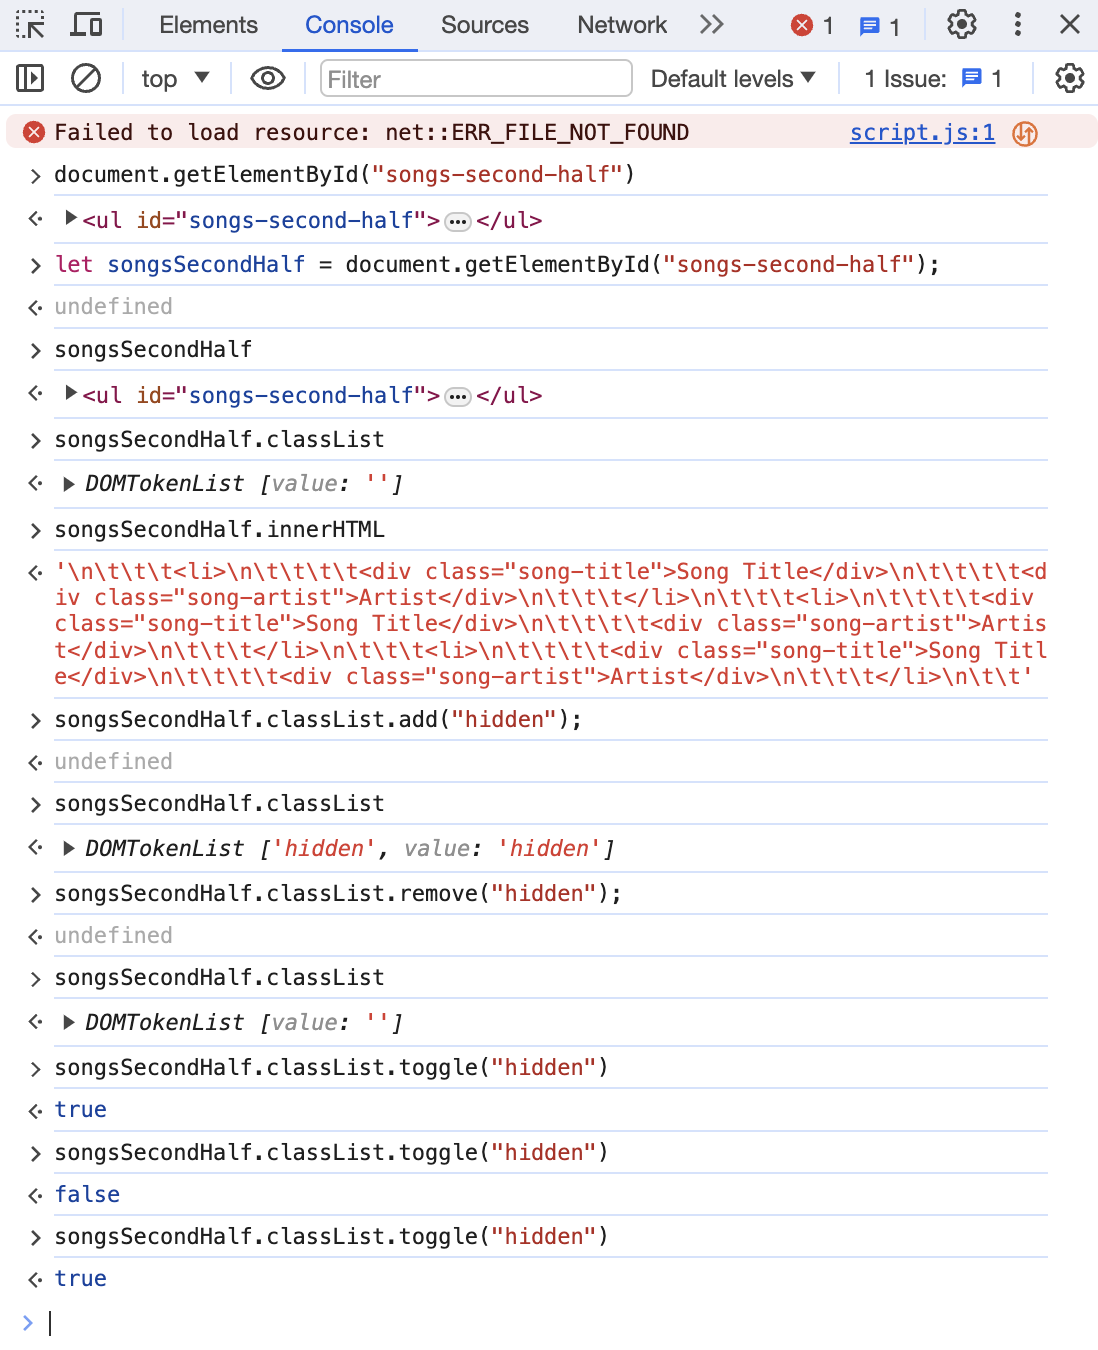 Elements Console Sources Network 1 1
top Filter Default levels 1 Issue: 1
Failed to load resource: net::ERR_FILE_NOT_FOUND script.js:1
document.getElementById("songs-second-half")
<ul id="songs-second-half">…</ul>
let songsSecondHalf = document.getElementById("songs-second-half");
undefined
songsSecondHalf
<ul id="songs-second-half">…</ul>
songsSecondHalf.classList
DOMTokenList [value: '']
songsSecondHalf.innerHTML
'\n\t\t\t<li>\n\t\t\t\t<div class="song-title">Song Title</div>\n\t\t\t\t<d
iv class="song-artist">Artist</div>\n\t\t\t</li>\n\t\t\t<li>\n\t\t\t\t<div
class="song-title">Song Title</div>\n\t\t\t\t<div class="song-artist">Artis
t</div>\n\t\t\t</li>\n\t\t\t<li>\n\t\t\t\t<div class="song-title">Song Titl
e</div>\n\t\t\t\t<div class="song-artist">Artist</div>\n\t\t\t</li>\n\t\t'
songsSecondHalf.classList.add("hidden");
undefined
songsSecondHalf.classList
DOMTokenList ['hidden', value: 'hidden']
songsSecondHalf.classList.remove("hidden");
undefined
songsSecondHalf.classList
DOMTokenList [value: '']
songsSecondHalf.classList.toggle("hidden")
true
songsSecondHalf.classList.toggle("hidden")
false
songsSecondHalf.classList.toggle("hidden")
true